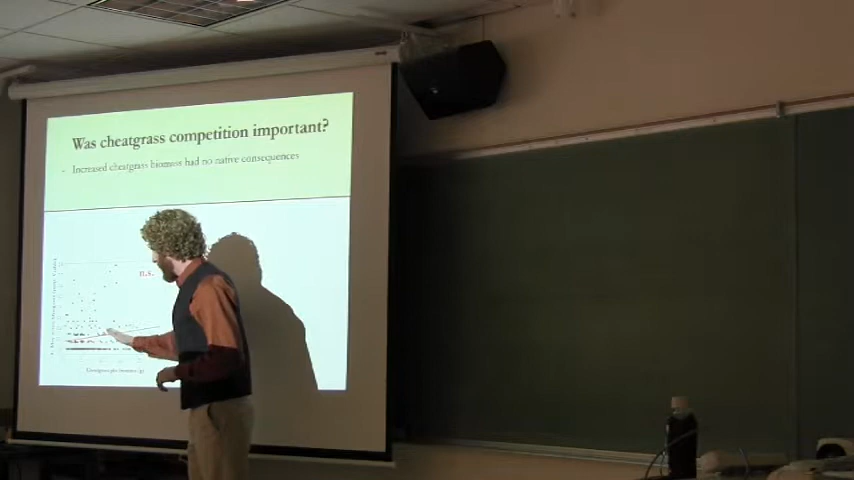 Was cheatgrass competition important?
Increased cheatgrass biomass had no native consequences
n.s.